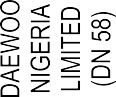 DAEWOO
NIGERIA
LIMITED
(DN 58)